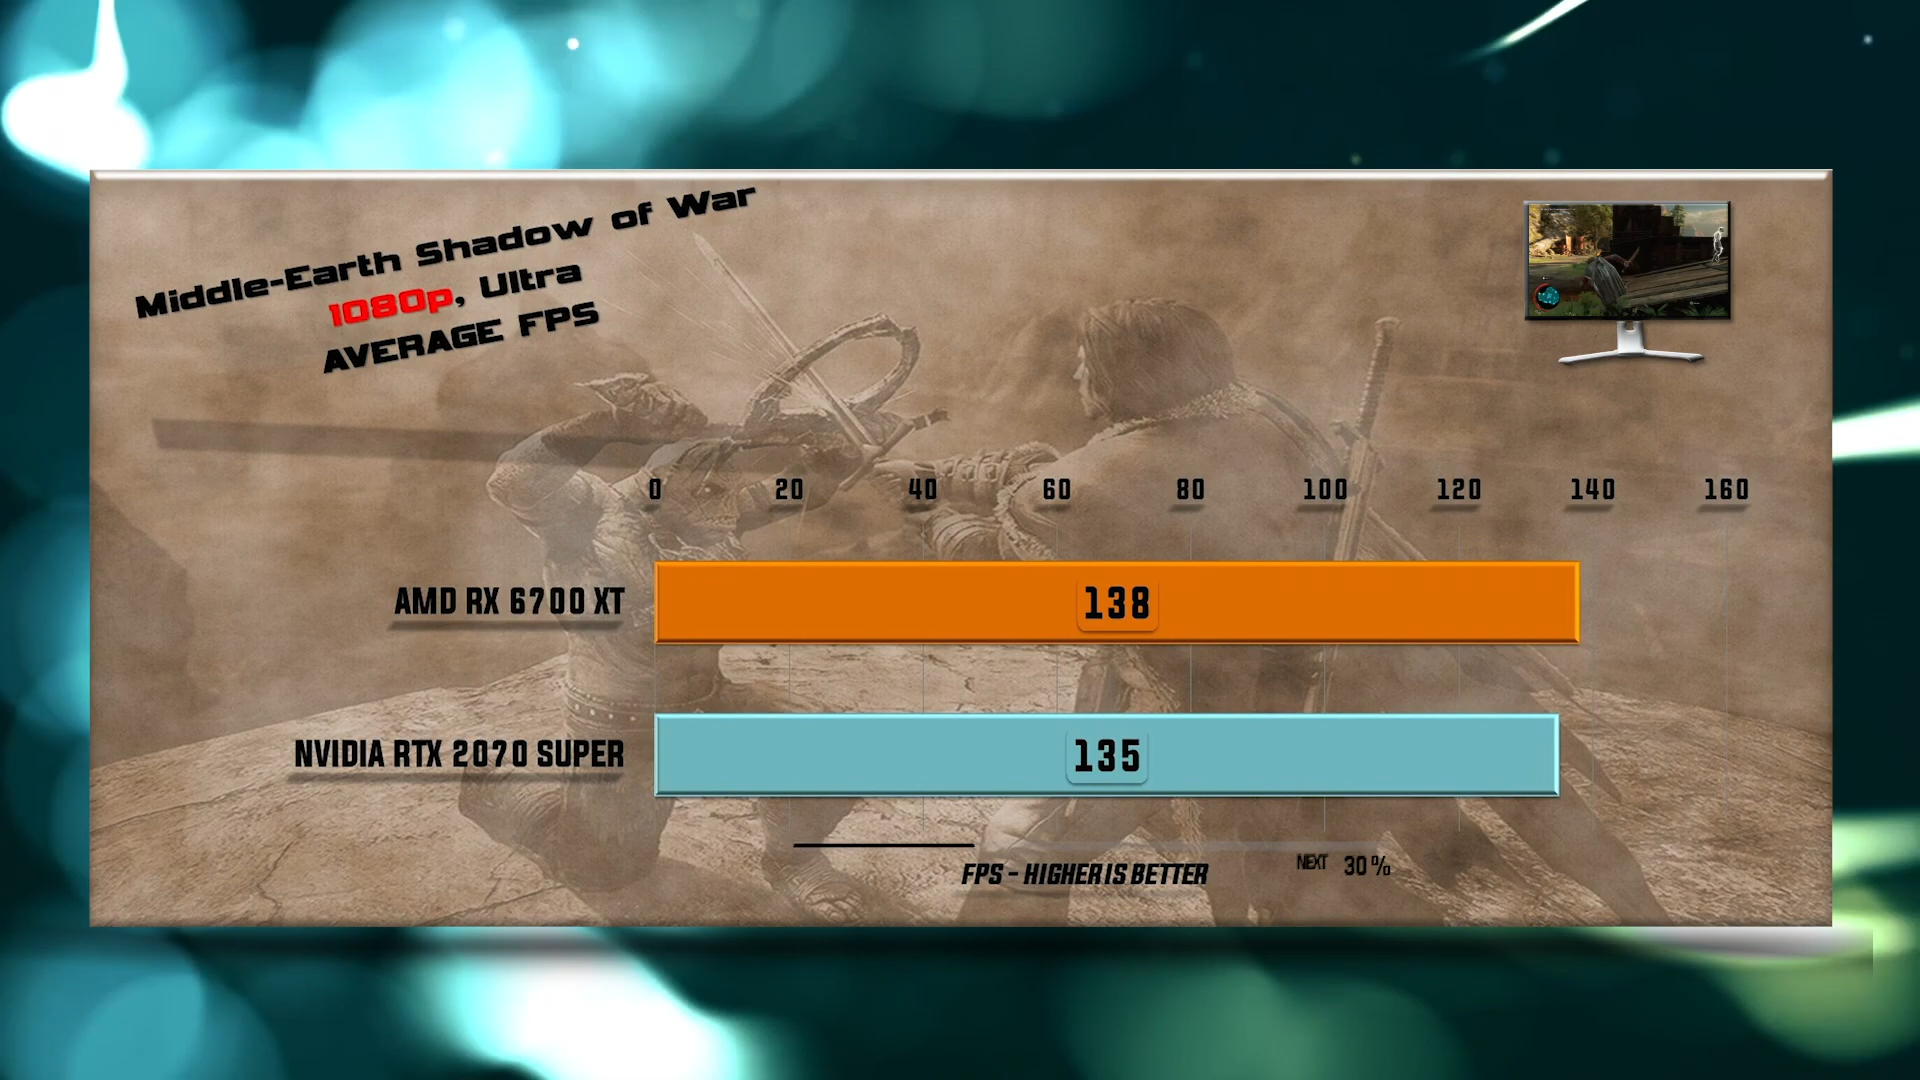 Middle-Earth Shadow of War
1080p, Ultra
AVERAGE FPS
0 20 40 60 80 100 120 140 160
AMD RX 6700 XT 138
NVIDIA RTX 2070 SUPER 135
FPS - HIGHER IS BETTER
NEXT 30%